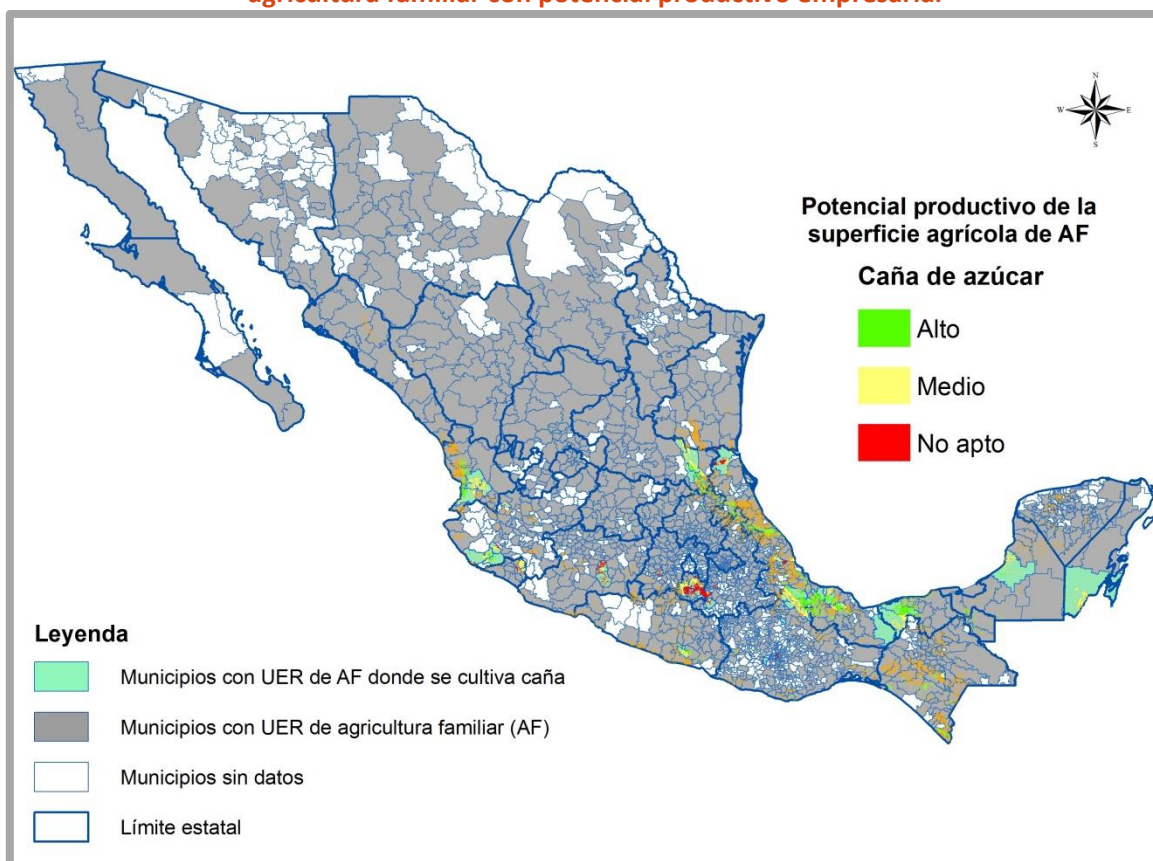 agricultura familiar con potencial productivo empresarial
N
W E
S
Potencial productivo de la
superficie agrícola de AF
Caña de azúcar
Alto
Medio
No apto
Leyenda
Municipios con UER de AF donde se cultiva caña
Municipios con UER de agricultura familiar (AF)
Municipios sin datos
Límite estatal